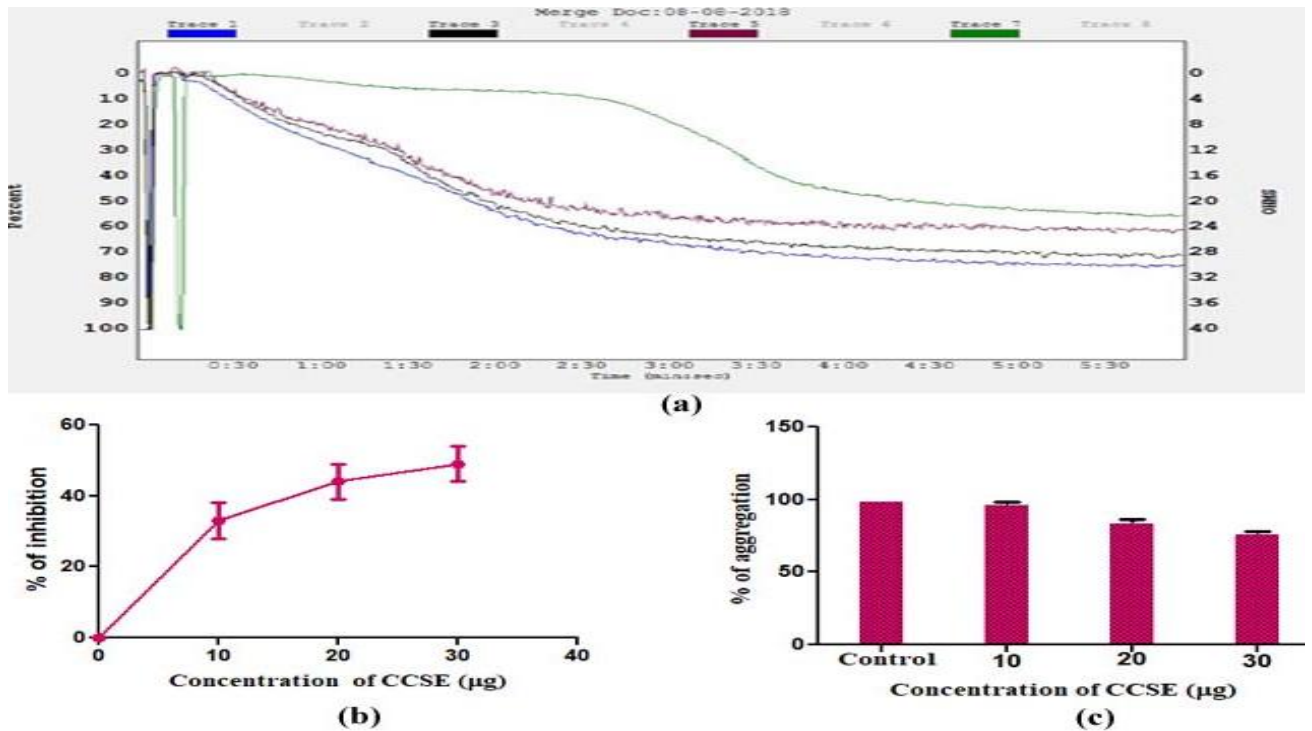 Merge Doc:08-08-2018
Trace 1 Trace 2 Trace 3 Trace 4 Trace 5 Trace 6 Trace 7 Trace 8
0 0
10 4
20 8
30 12
40 16
50 20
60 24
70 28
80 32
90 36
100 40
Percent
0:30 1:00 1:30 2:00 2:30 3:00 3:30 4:00 4:30 5:00 5:30
Time (min:sec)
(a)
60
40
20
0
% of inhibition
0 10 20 30 40
Concentration of CCSE (µg)
(b)
150
100
50
0
% of aggregation
Control 10 20 30
Concentration of CCSE (µg)
(c)